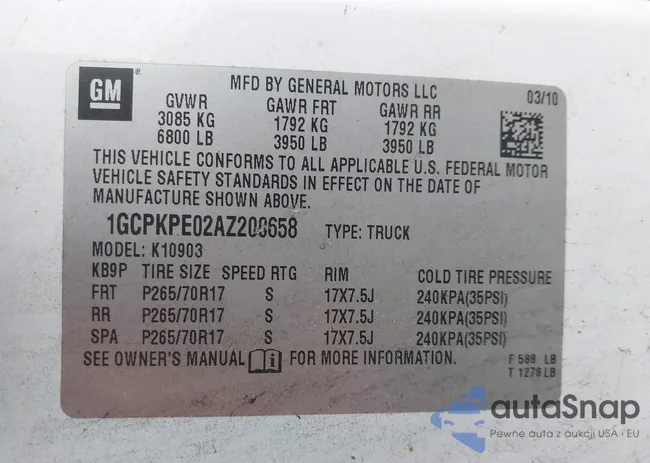 GM
MFD BY GENERAL MOTORS LLC
03/10
GVWR GAWR FRT GAWR RR
3085 KG 1792 KG 1792 KG
6800 LB 3950 LB 3950 LB
THIS VEHICLE CONFORMS TO ALL APPLICABLE U.S. FEDERAL MOTOR
VEHICLE SAFETY STANDARDS IN EFFECT ON THE DATE OF
MANUFACTURE SHOWN ABOVE.
TYPE: TRUCK
MODEL: K10903
KB9P TIRE SIZE SPEED RTG RIM COLD TIRE PRESSURE
FRT P265/70R17 S 17X7.5J 240KPA(35PSI)
RR P265/70R17 S 17X7.5J 240KPA(35PSI)
SPA P265/70R17 S 17X7.5J 240KPA(35PSI)
SEE OWNER'S MANUAL FOR MORE INFORMATION.
F 588 LB
T 1278 LB
autaSnap
Pewne auta z aukcji USA i EU